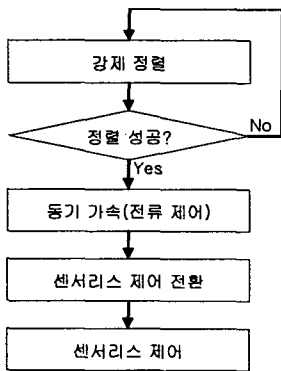 강제 정렬
정렬 성공?
No
Yes
동기 가속(전류 제어)
센서리스 제어 전환
센서리스 제어